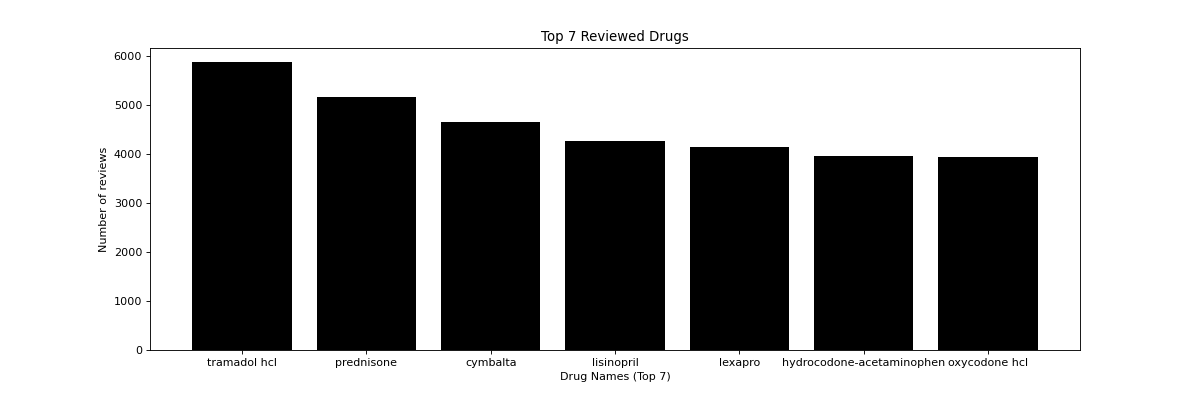 Top 7 Reviewed Drugs
Number of reviews
6000
5000
4000
3000
2000
1000
0
tramadol hcl prednisone cymbalta lisinopril lexapro hydrocodone-acetaminophen oxycodone hcl
Drug Names (Top 7)